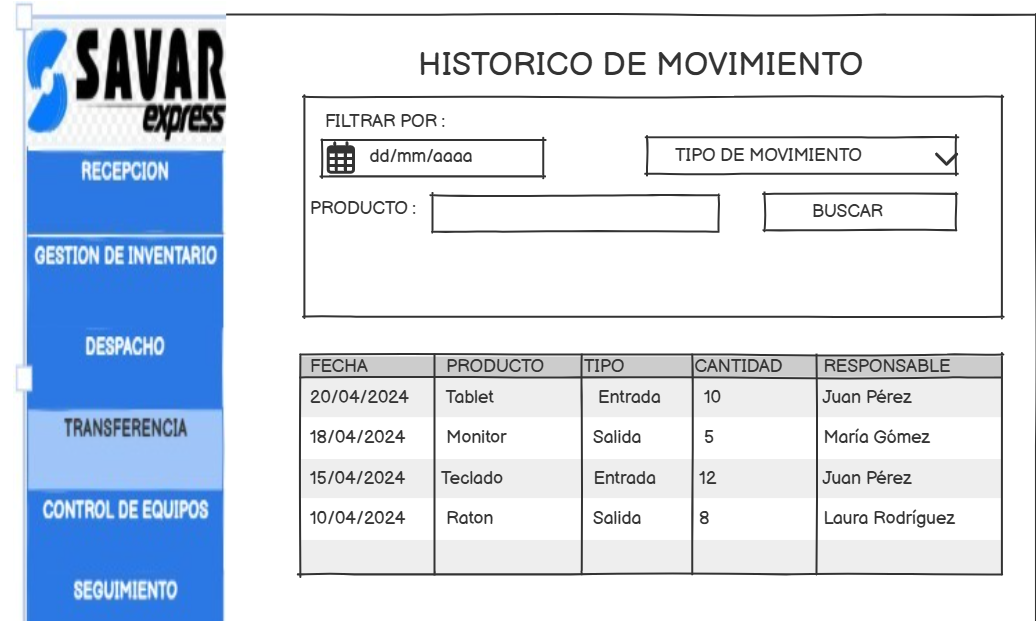 SAVAR
express
RECEPCION
GESTION DE INVENTARIO
DESPACHO
TRANSFERENCIA
CONTROL DE EQUIPOS
SEGUIMIENTO
HISTORICO DE MOVIMIENTO
FILTRAR POR :
dd/mm/aaaa TIPO DE MOVIMIENTO
PRODUCTO : BUSCAR
FECHA PRODUCTO TIPO CANTIDAD RESPONSABLE
20/04/2024 Tablet Entrada 10 Juan Pérez
18/04/2024 Monitor Salida 5 María Gómez
15/04/2024 Teclado Entrada 12 Juan Pérez
10/04/2024 Raton Salida 8 Laura Rodríguez